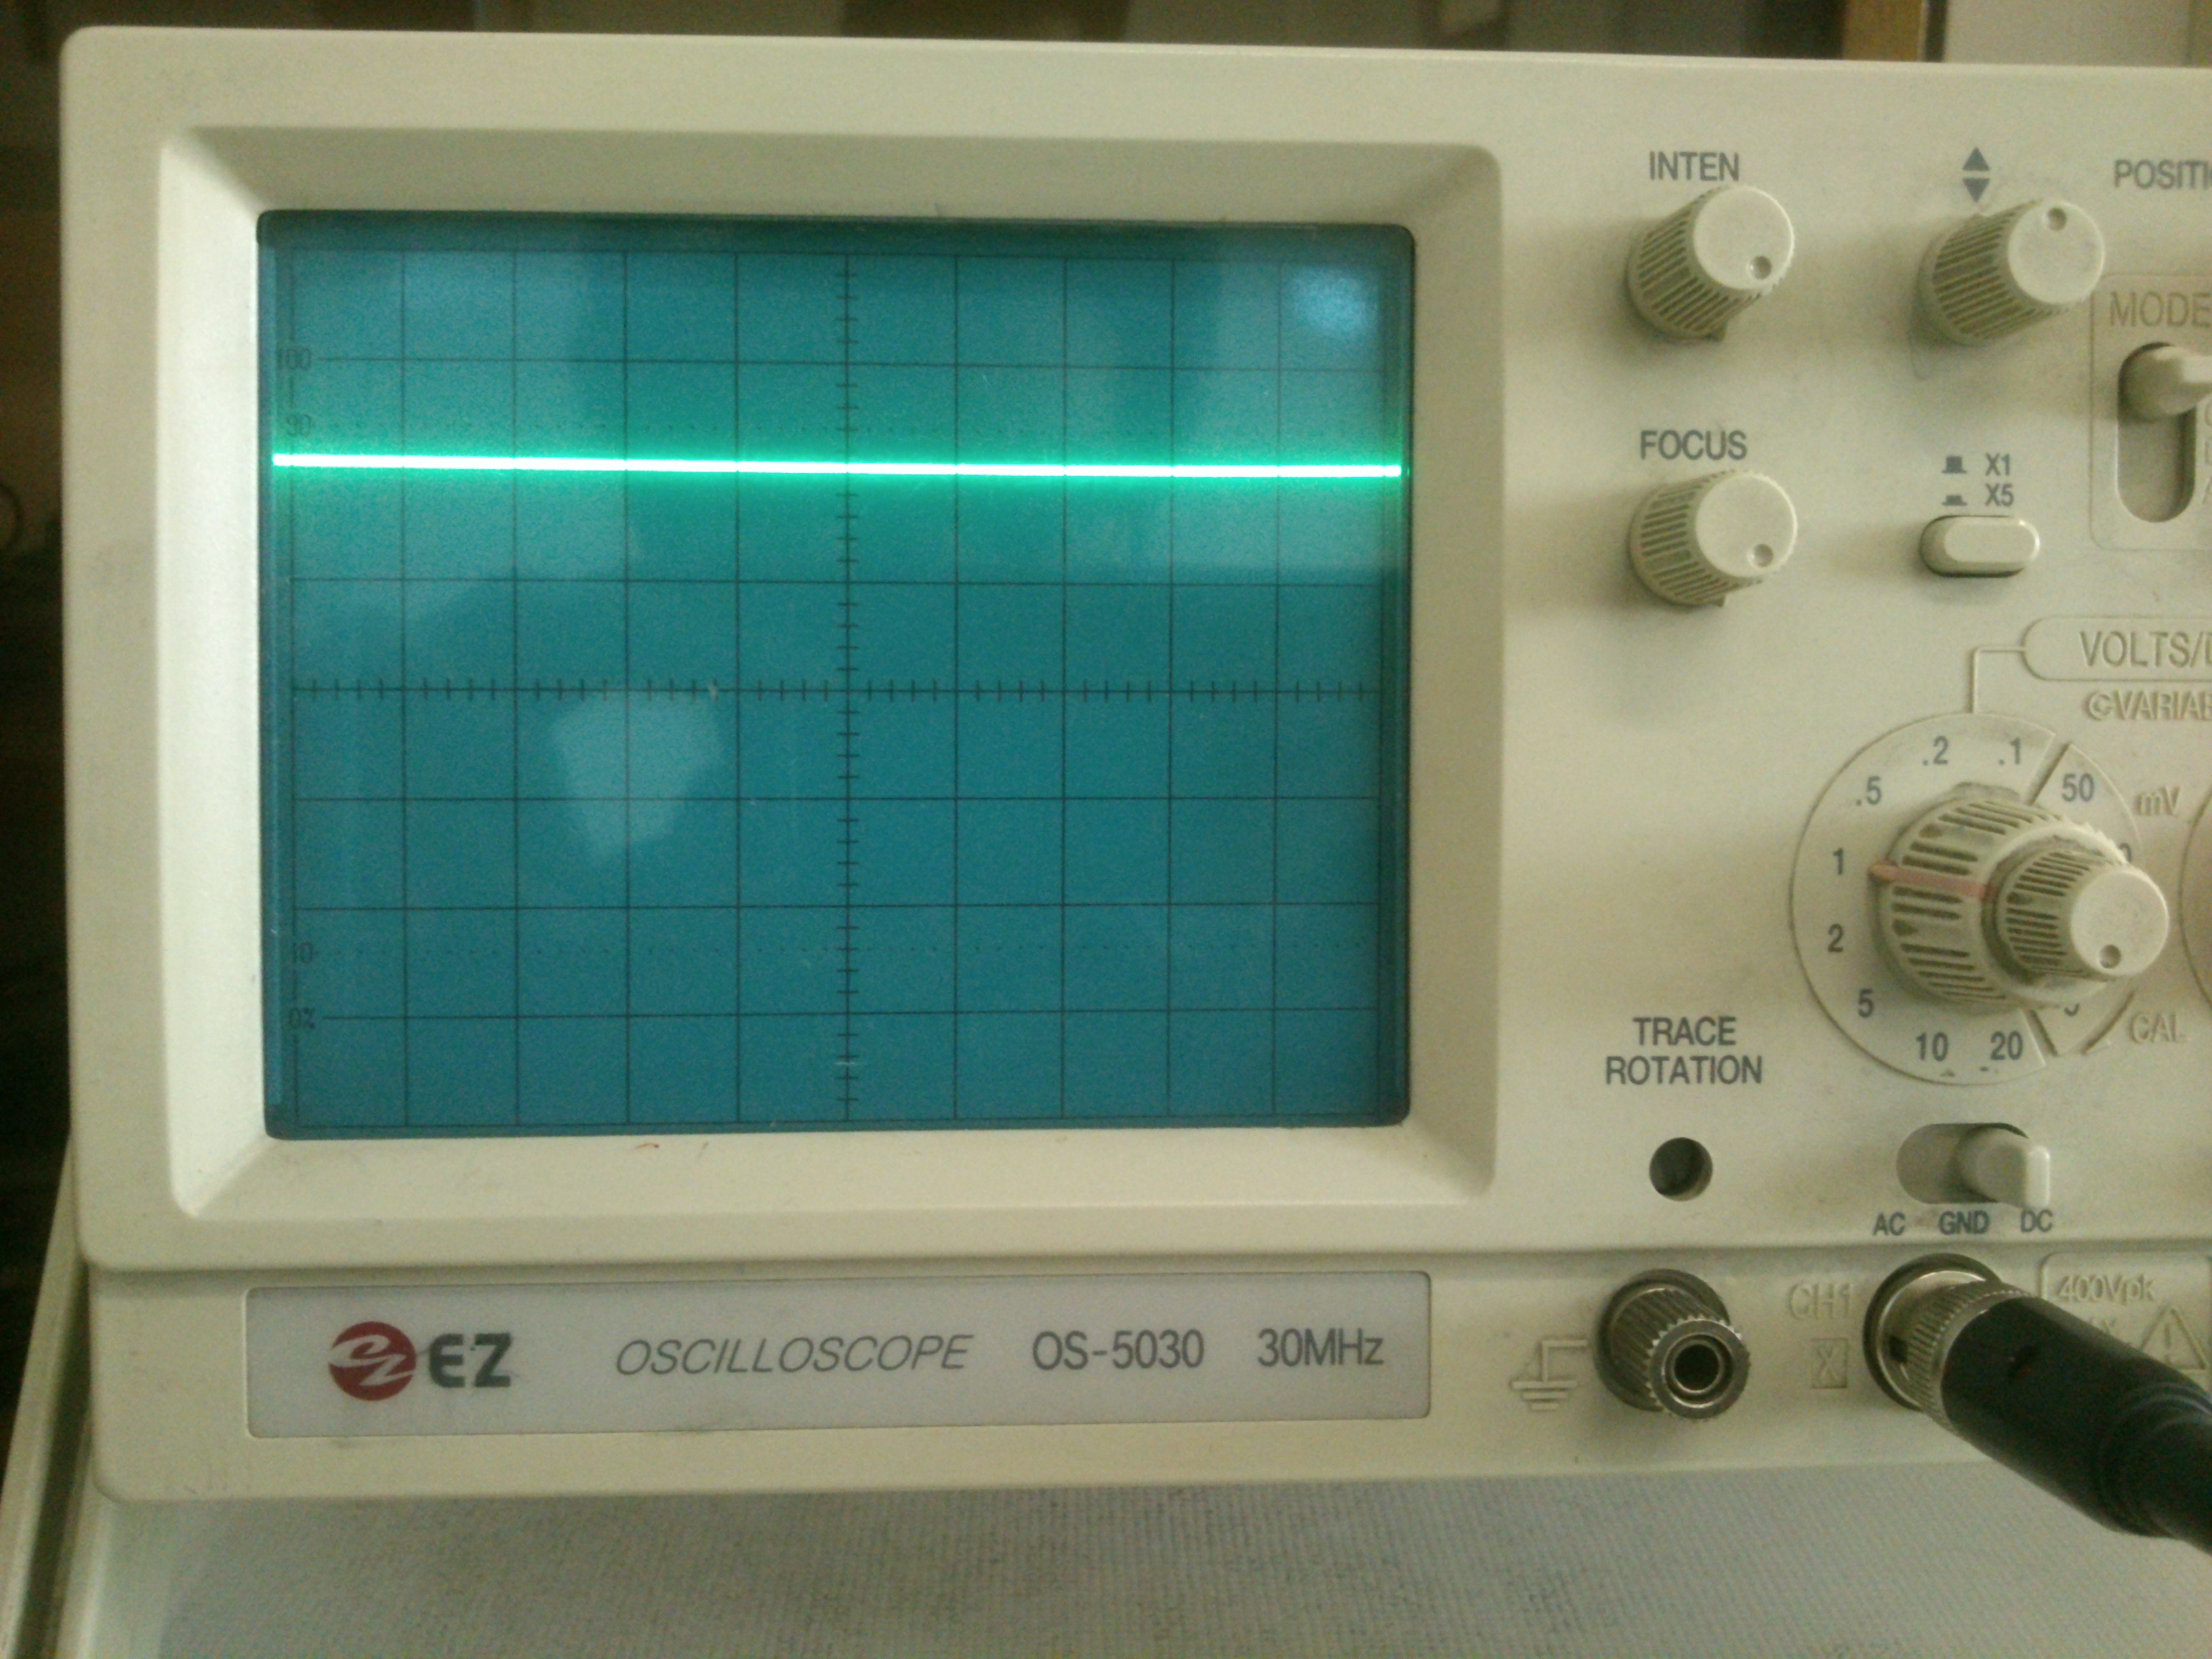 INTEN
POSITI
MODE
100
90
FOCUS
X1
X5
VOLTS/
VARIAB
.5 .2 .1 50 mV
1
2
5
10 20
CAL
10
0%
TRACE
ROTATION
AC GND DC
CH1
X
400Vpk
EZ OSCILLOSCOPE OS-5030 30MHz